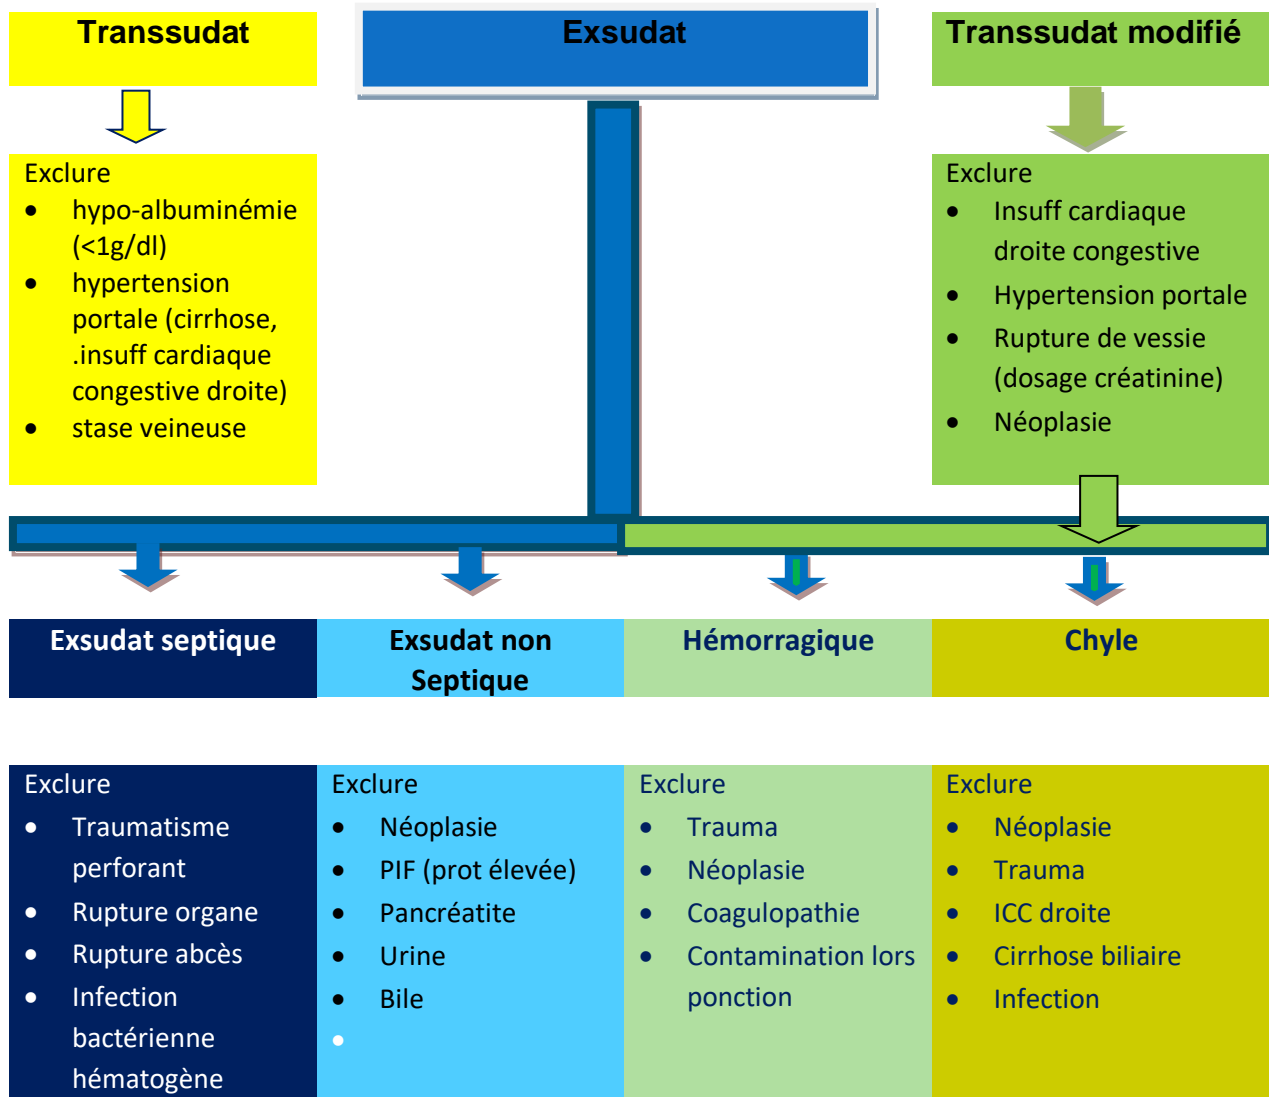 Transsudat
Exsudat
Transsudat modifié
Exclure
• hypo-albuminémie
(<1g/dl)
• hypertension
portale (cirrhose,
.insuff cardiaque
congestive droite)
• stase veineuse
Exclure
• Insuff cardiaque
droite congestive
• Hypertension portale
• Rupture de vessie
(dosage créatinine)
• Néoplasie
Exsudat septique
Exsudat non
Septique
Hémorragique
Chyle
Exclure
• Traumatisme
perforant
• Rupture organe
• Rupture abcès
• Infection
bactérienne
hématogène
Exclure
• Néoplasie
• PIF (prot élevée)
• Pancréatite
• Urine
• Bile
•
Exclure
• Trauma
• Néoplasie
• Coagulopathie
• Contamination lors
ponction
Exclure
• Néoplasie
• Trauma
• ICC droite
• Cirrhose biliaire
• Infection